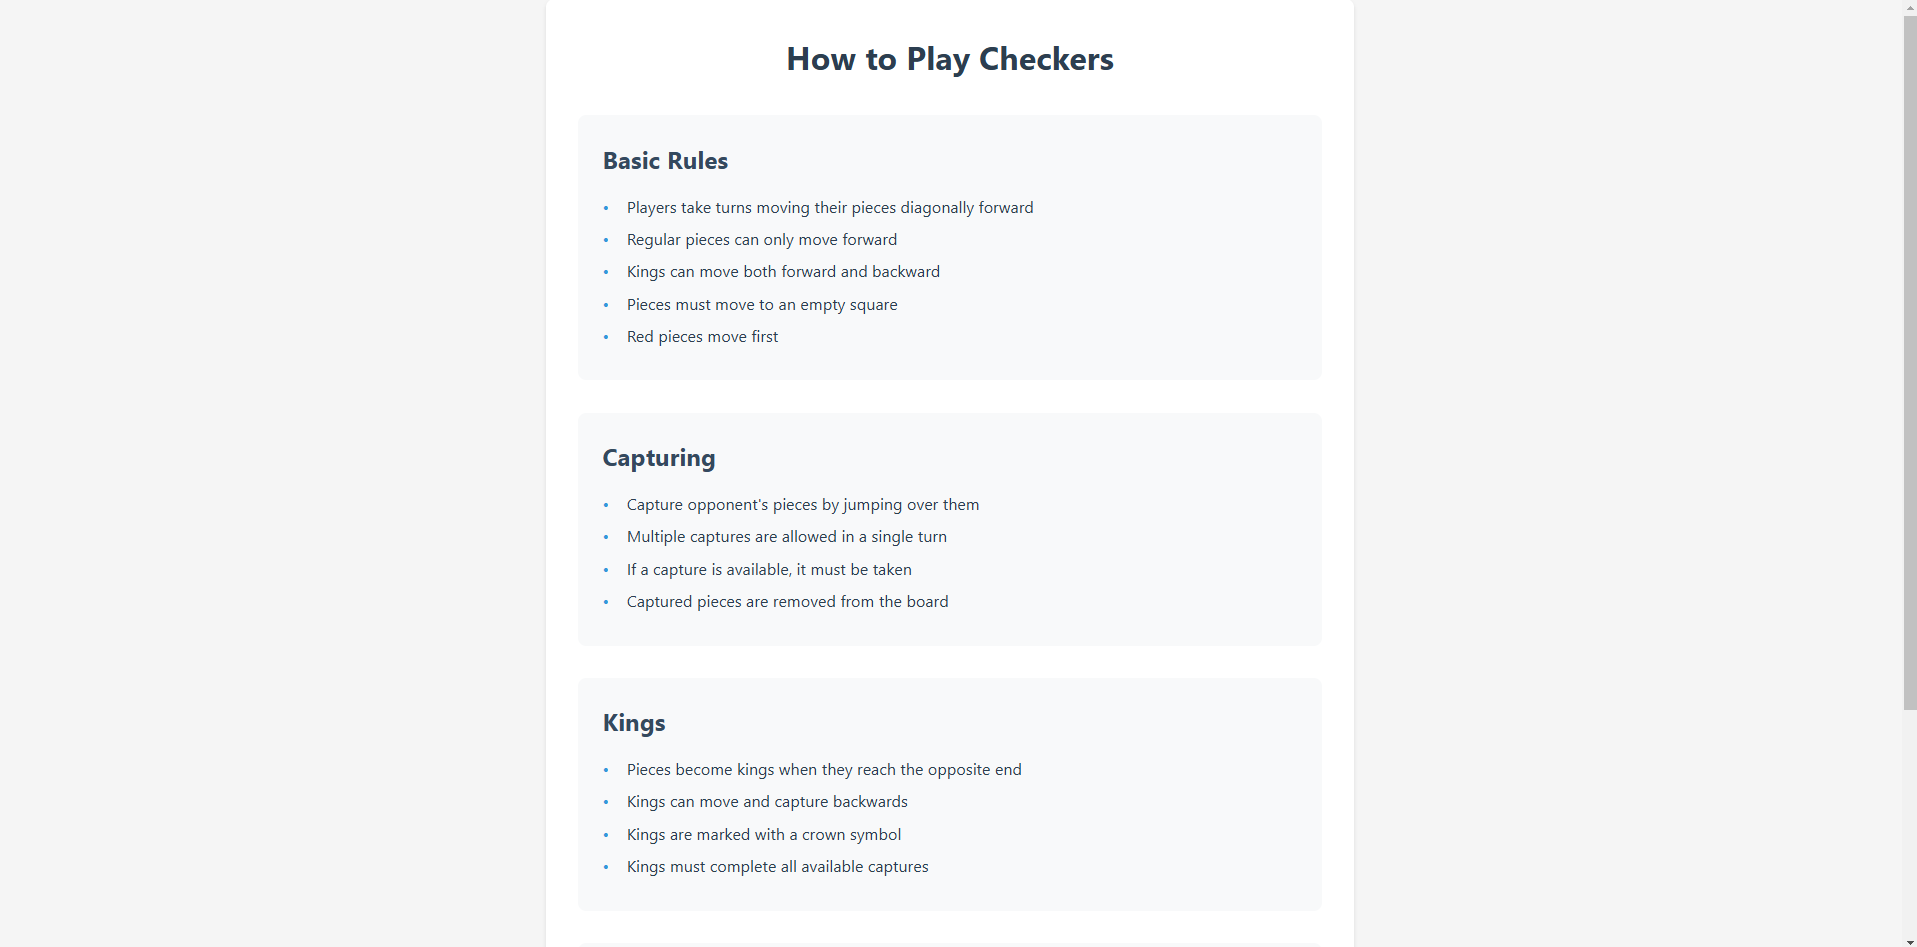 How to Play Checkers
Basic Rules
• Players take turns moving their pieces diagonally forward
• Regular pieces can only move forward
• Kings can move both forward and backward
• Pieces must move to an empty square
• Red pieces move first
Capturing
• Capture opponent's pieces by jumping over them
• Multiple captures are allowed in a single turn
• If a capture is available, it must be taken
• Captured pieces are removed from the board
Kings
• Pieces become kings when they reach the opposite end
• Kings can move and capture backwards
• Kings are marked with a crown symbol
• Kings must complete all available captures